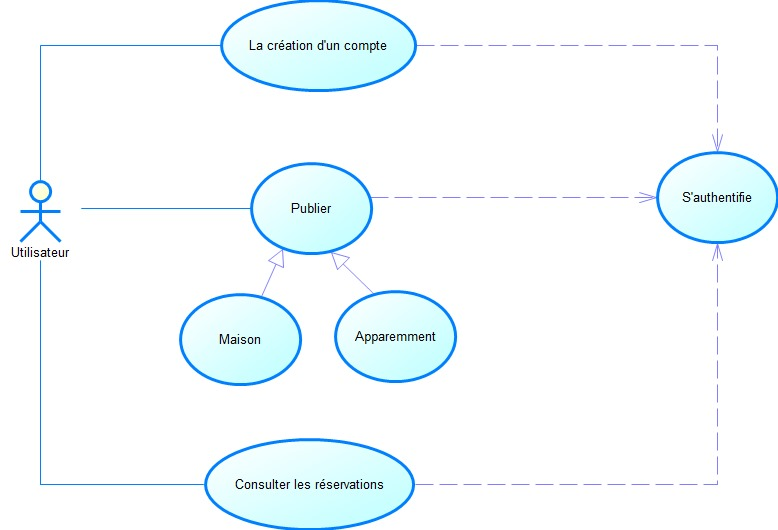 La création d'un compte
S'authentifie
Publier
Utilisateur
Maison
Apparemment
Consulter les réservations